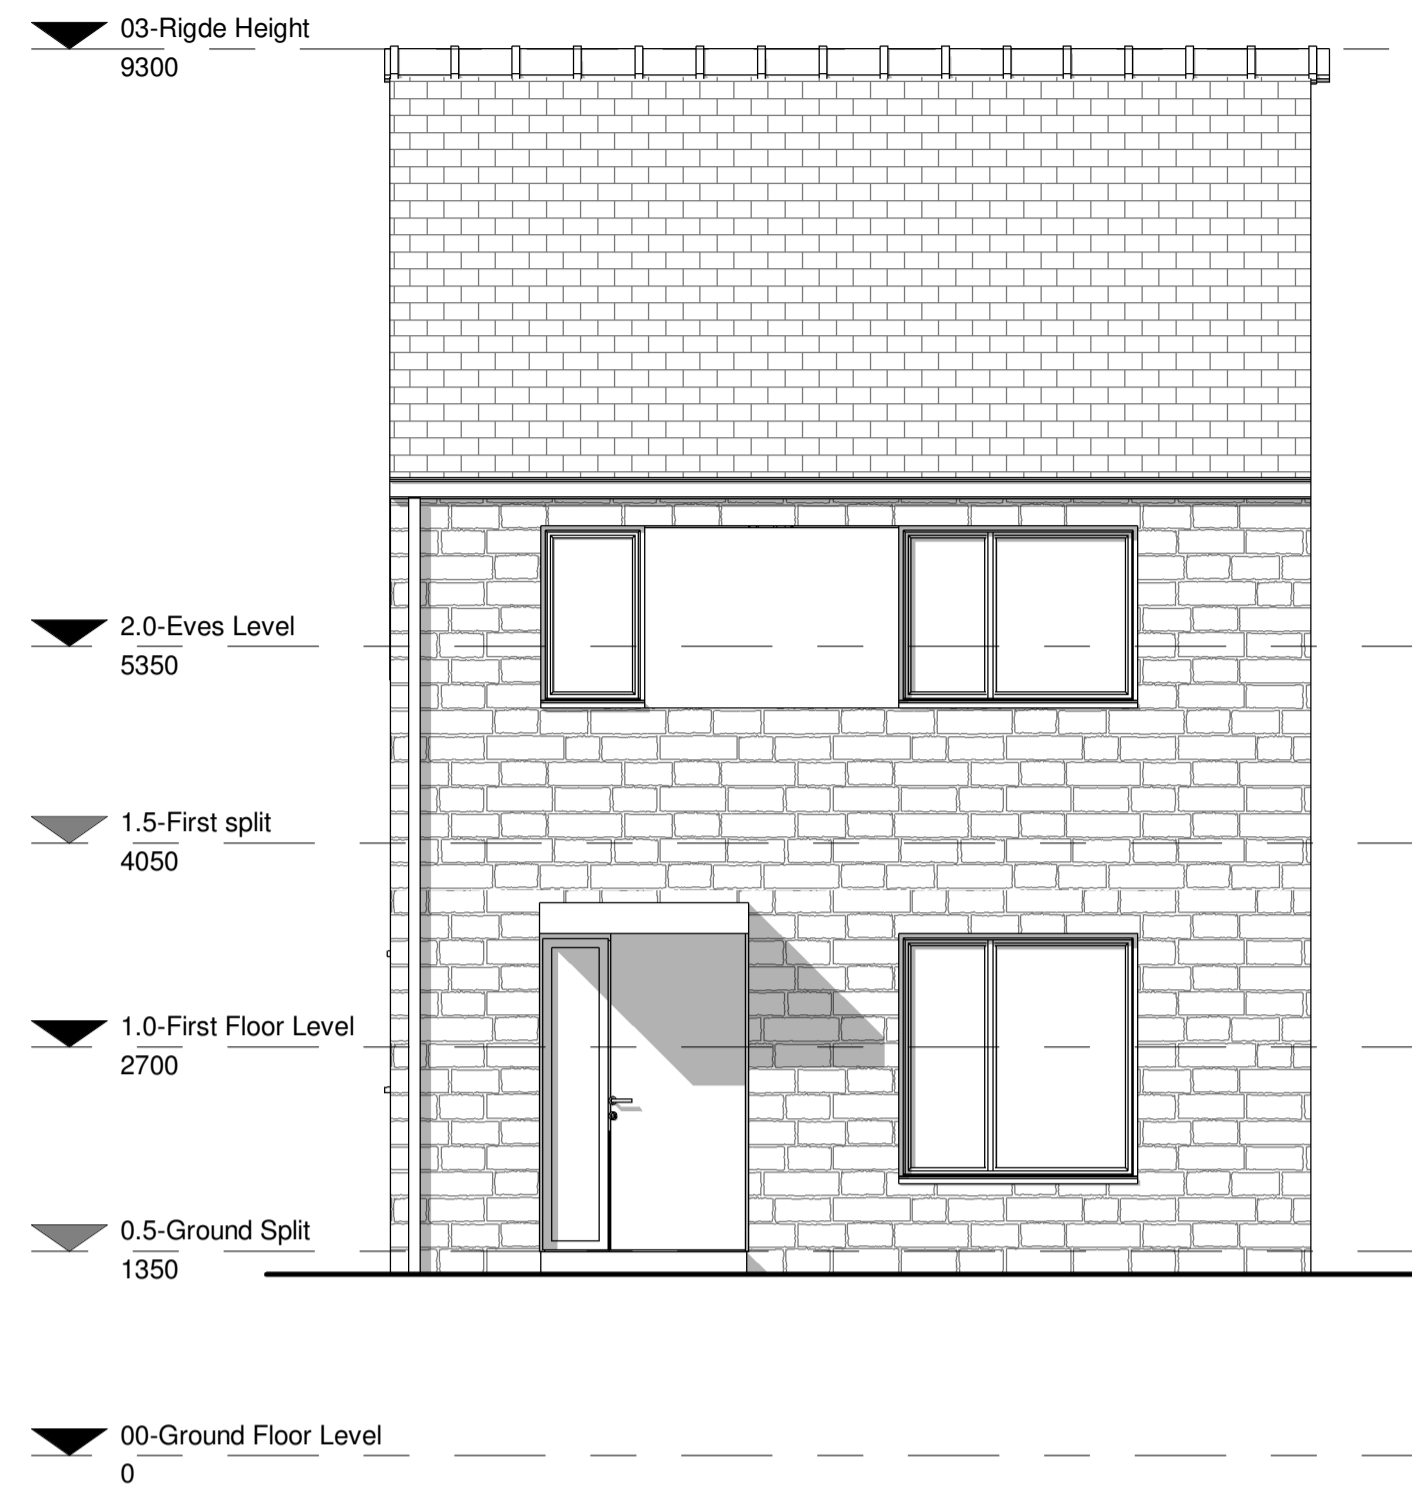 03-Rigde Height
9300
2.0-Eves Level
5350
1.5-First split
4050
1.0-First Floor Level
2700
0.5-Ground Split
1350
00-Ground Floor Level
0